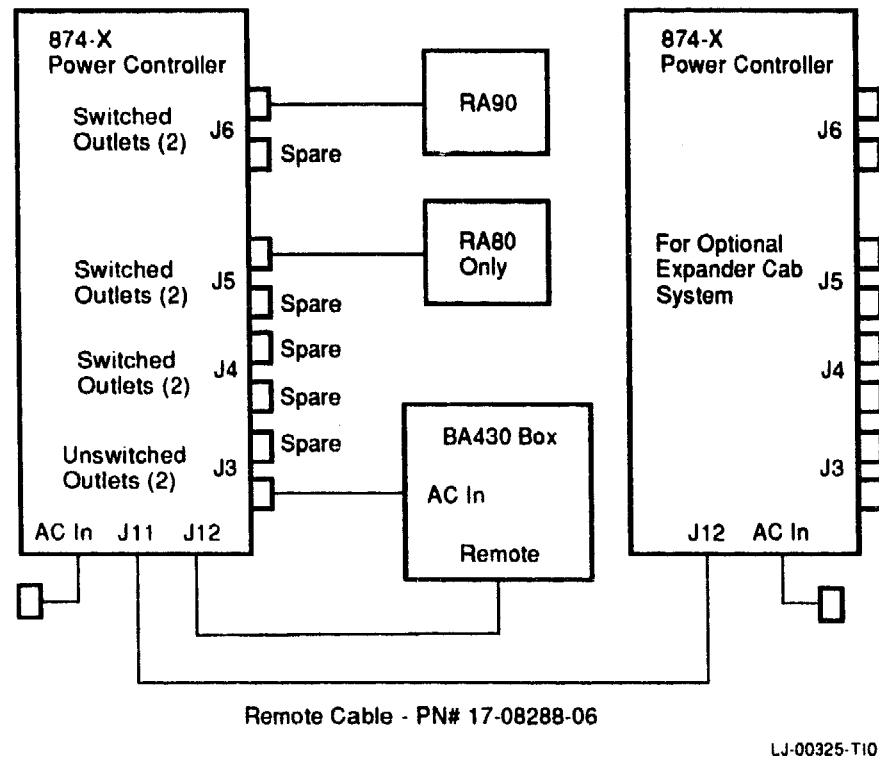 874-X
Power Controller
Switched
Outlets (2)
J6
Spare
RA90
Switched
Outlets (2)
J5
Spare
RA80
Only
Switched
Outlets (2)
J4
Spare
Spare
Unswitched
Outlets (2)
J3
Spare
BA430 Box
AC In
Remote
AC In J11 J12
874-X
Power Controller
J6
For Optional
Expander Cab
System
J5
J4
J3
J12 AC In
Remote Cable - PN# 17-08288-06
LJ-00325-TI0